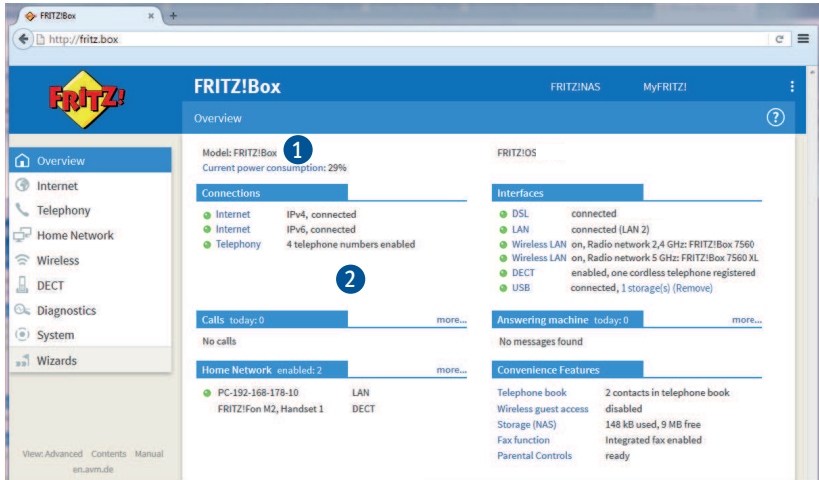 FRITZ!Box
http://fritz.box
FRITZ!
FRITZ!Box
FRITZ!NAS
MyFRITZ!
Overview
?
Overview
Internet
Telephony
Home Network
Wireless
DECT
Diagnostics
System
Wizards
View: Advanced Contents Manual
en.avm.de
Model: FRITZ!Box
1
Current power consumption: 29%
FRITZ!OS
Connections
Internet IPv4, connected
Internet IPv6, connected
Telephony 4 telephone numbers enabled
2
Interfaces
DSL connected
LAN connected (LAN 2)
Wireless LAN on, Radio network 2,4 GHz: FRITZ!Box 7560
Wireless LAN on, Radio network 5 GHz: FRITZ!Box 7560 XL
DECT enabled, one cordless telephone registered
USB connected, 1 storage(s) (Remove)
Calls today: 0 more...
No calls
Answering machine today: 0 more...
No messages found
Home Network enabled: 2 more...
PC-192-168-178-10 LAN
FRITZ!Fon M2, Handset 1 DECT
Convenience Features
Telephone book 2 contacts in telephone book
Wireless guest access disabled
Storage (NAS) 148 kB used, 9 MB free
Fax function Integrated fax enabled
Parental Controls ready